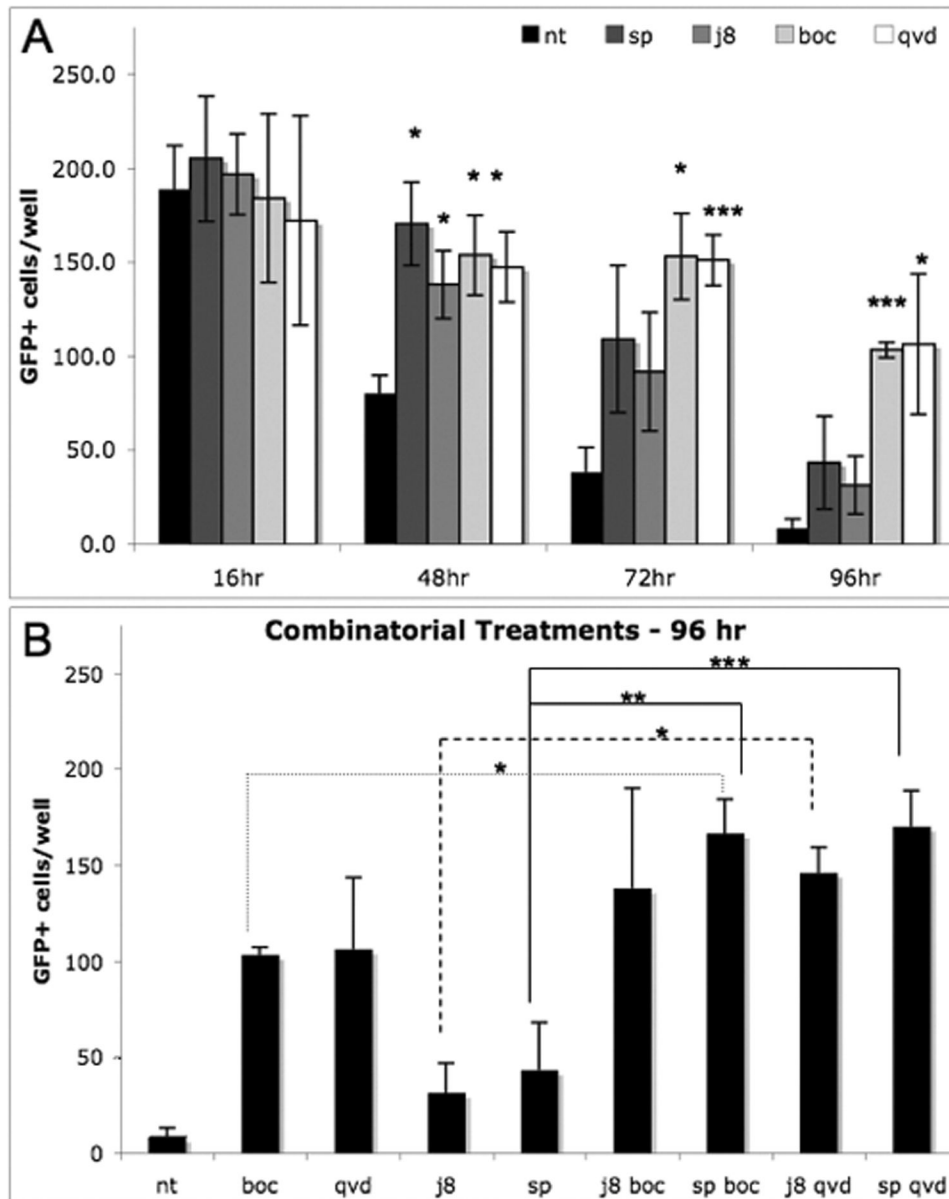 A
nt sp j8 boc qvd
250.0
200.0
150.0
100.0
50.0
0.0
GFP+ cells/well
*
*
* *
*
***
***
*
16hr 48hr 72hr 96hr
B
Combinatorial Treatments - 96 hr
250
200
150
100
50
0
GFP+ cells/well
***
**
*
*
nt boc qvd j8 sp j8 boc sp boc j8 qvd sp qvd